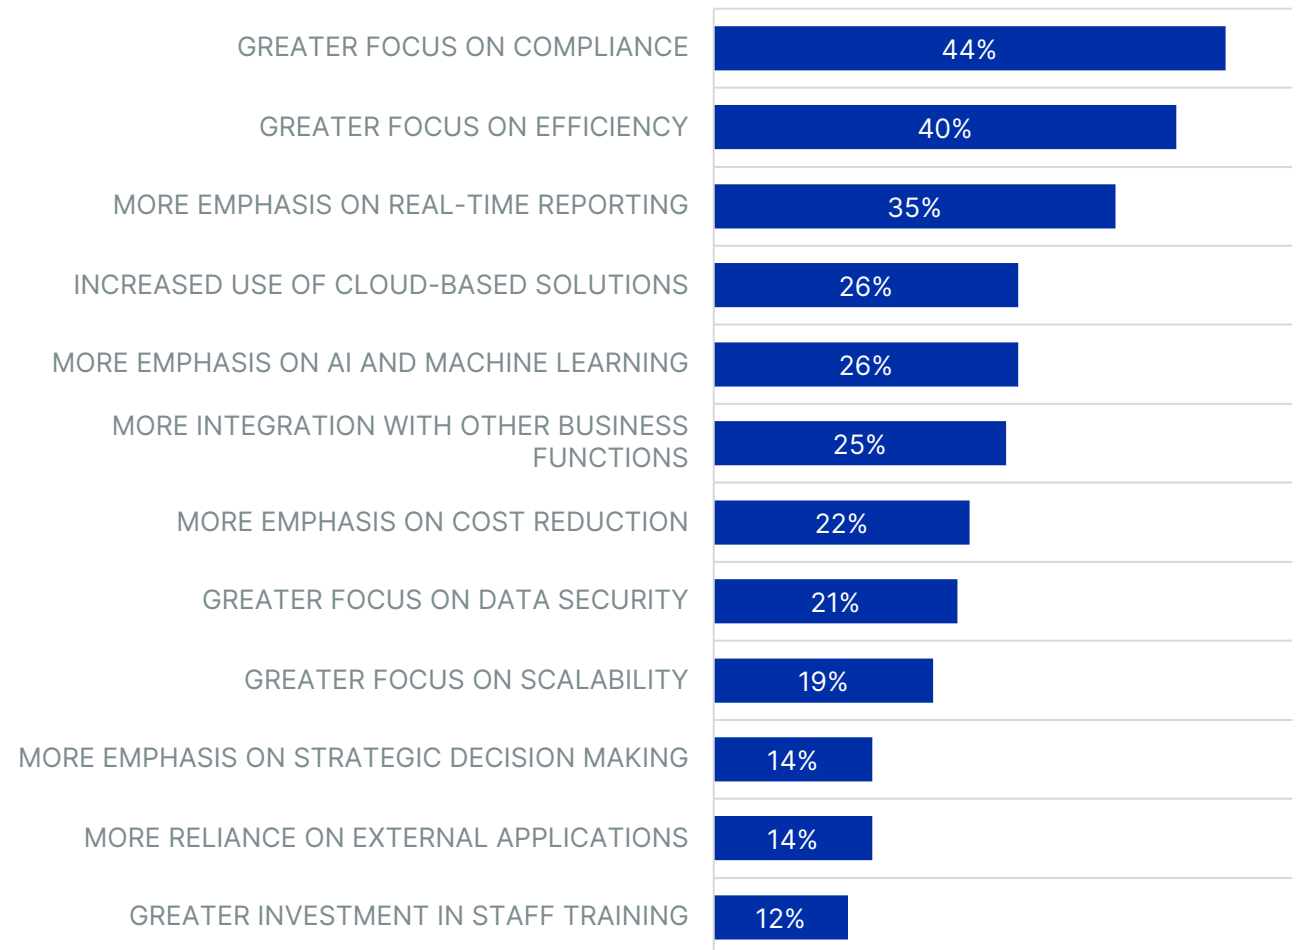 GREATER FOCUS ON COMPLIANCE
44%
GREATER FOCUS ON EFFICIENCY
40%
MORE EMPHASIS ON REAL-TIME REPORTING
35%
INCREASED USE OF CLOUD-BASED SOLUTIONS
26%
MORE EMPHASIS ON AI AND MACHINE LEARNING
26%
MORE INTEGRATION WITH OTHER BUSINESS
FUNCTIONS
25%
MORE EMPHASIS ON COST REDUCTION
22%
GREATER FOCUS ON DATA SECURITY
21%
GREATER FOCUS ON SCALABILITY
19%
MORE EMPHASIS ON STRATEGIC DECISION MAKING
14%
MORE RELIANCE ON EXTERNAL APPLICATIONS
14%
GREATER INVESTMENT IN STAFF TRAINING
12%